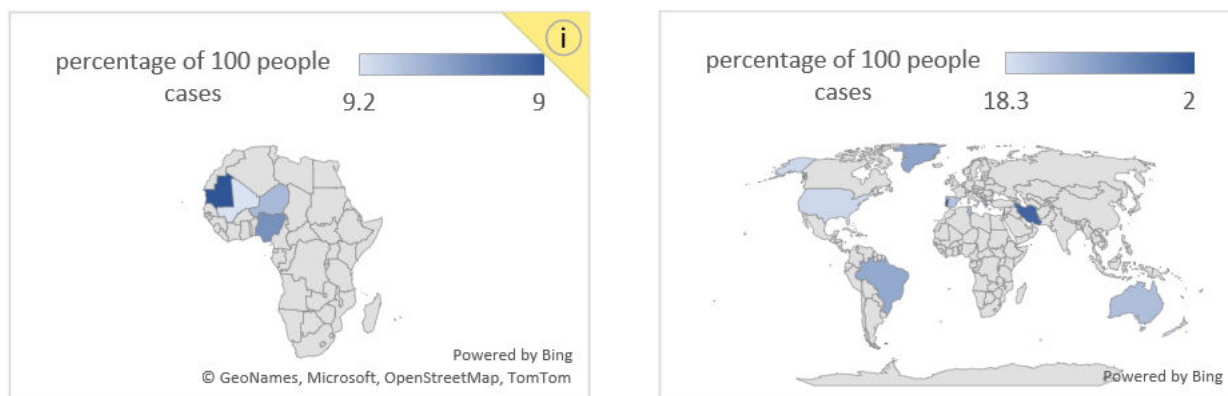 percentage of 100 people
cases
9.2
9
i
Powered by Bing
© GeoNames, Microsoft, OpenStreetMap, TomTom
percentage of 100 people
cases
18.3
2
Powered by Bing